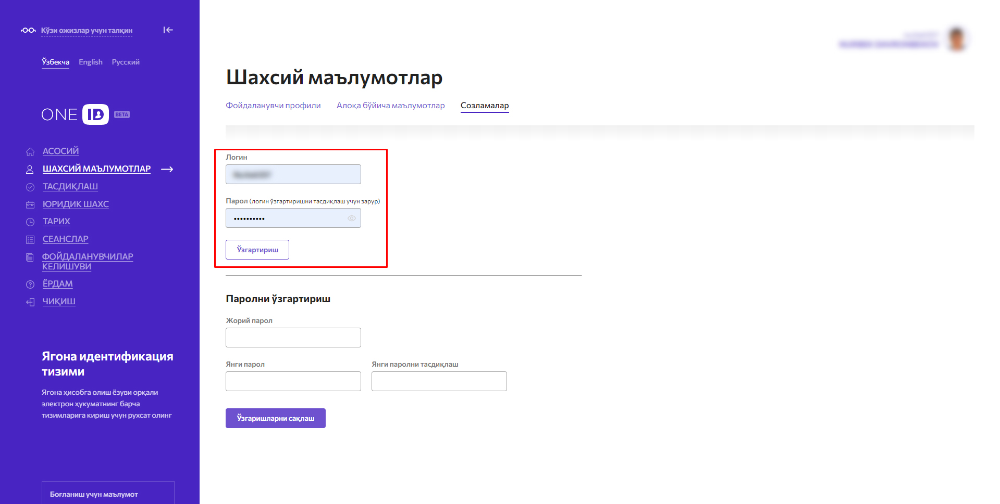 Кўзи ожизлар учун талқин
Ўзбекча English Русский
ONE ID BETA
АСОСИЙ
ШАХСИЙ МАЪЛУМОТЛАР
ТАСДИҚЛАШ
ЮРИДИК ШАХС
ТАРИХ
СЕАНСЛАР
ФОЙДАЛАНУВЧИЛАР
КЕЛИШУВИ
ЁРДАМ
ЧИҚИШ
Ягона идентификация
тизими
Ягона ҳисобга олиш ёзуви орқали
электрон ҳукуматнинг барча
тизимларига кириш учун рухсат олинг
Боғланиш учун маълумот
Шахсий маълумотлар
Фойдаланувчи профили Алоқа бўйича маълумотлар Созламалар
Логин
Парол (логин ўзгартиришни тасдиқлаш учун зарур)
••••••••••
Ўзгартириш
Паролни ўзгартириш
Жорий парол
Янги парол Янги паролни тасдиқлаш
Ўзгаришларни сақлаш